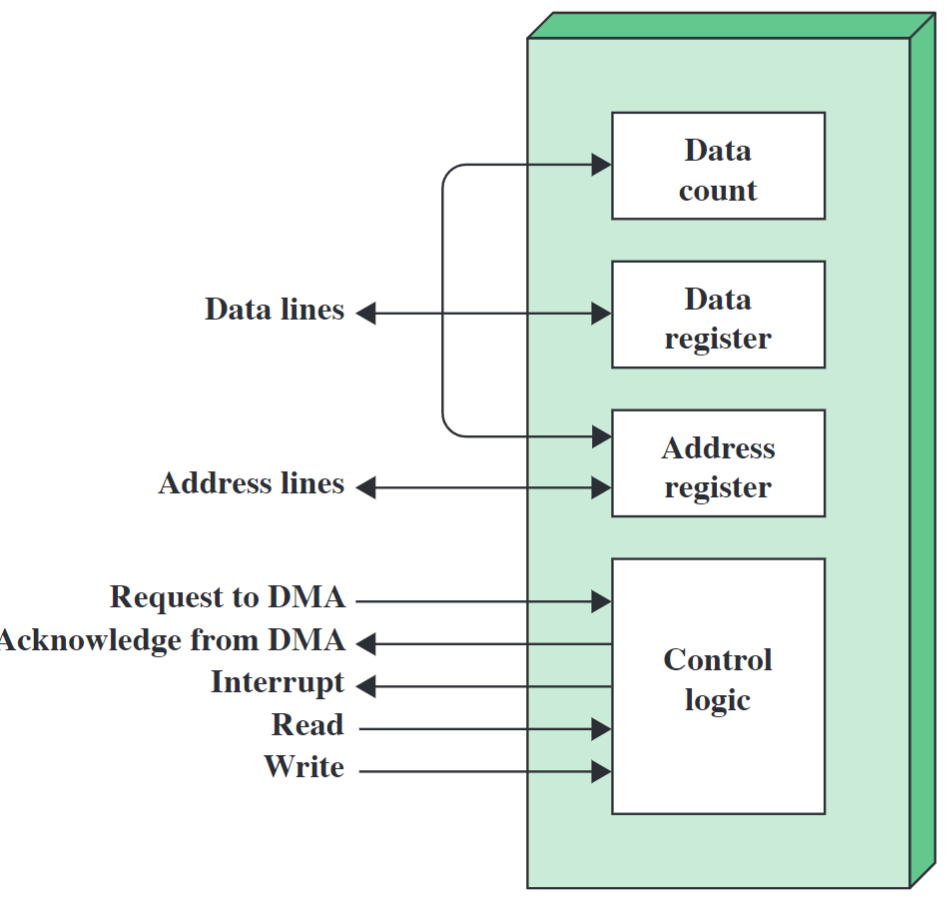 Data
count
Data lines
Data
register
Address
register
Address lines
Request to DMA
Acknowledge from DMA
Interrupt
Read
Write
Control
logic